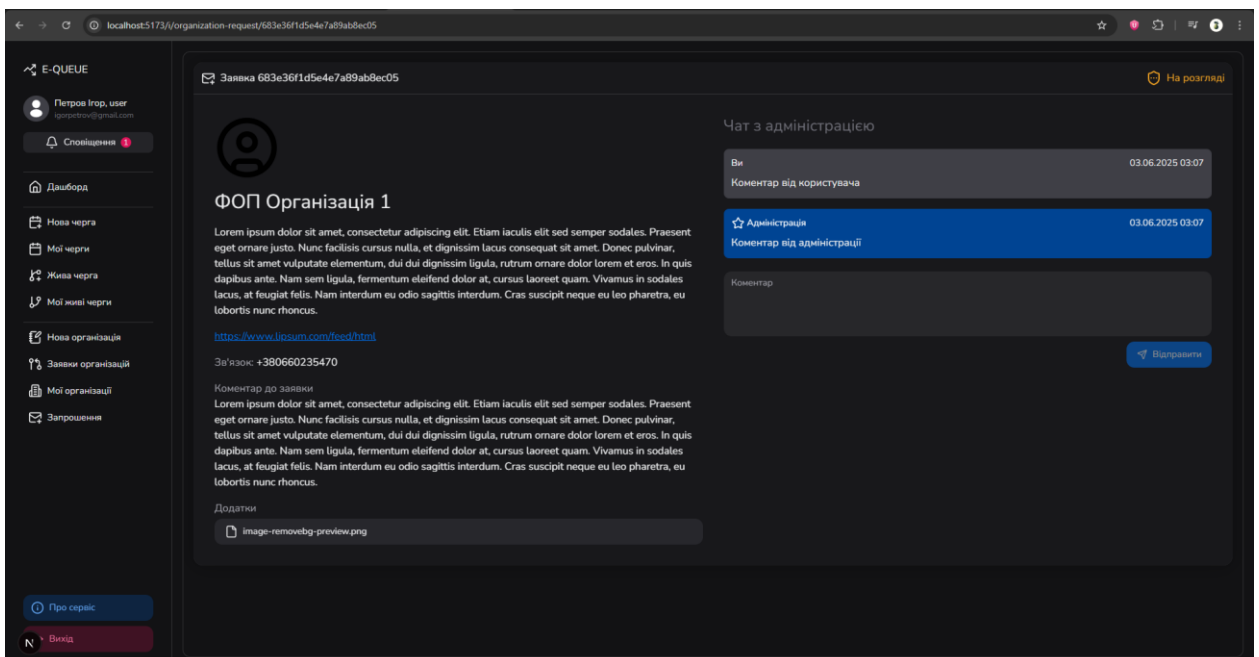 localhost:5173/i/organization-request/683e36f1d5e4e7a89ab8ec05
E-QUEUE
Петров Ігор, user
igorpetrov@gmail.com
Сповіщення 1
Дашборд
Нова черга
Мої черги
Жива черга
Мої живі черги
Нова організація
Заявки організацій
Мої організації
Запрошення
Про сервіс
N
Вихід
Заявка 683e36f1d5e4e7a89ab8ec05
На розгляді
ФОП Організація 1
Lorem ipsum dolor sit amet, consectetur adipiscing elit. Etiam iaculis elit sed semper sodales. Praesent
eget ornare justo. Nunc facilisis cursus nulla, et dignissim lacus consequat sit amet. Donec pulvinar,
tellus sit amet vulputate elementum, dui dui dignissim ligula, rutrum ornare dolor lorem et eros. In quis
dapibus ante. Nam sem ligula, fermentum eleifend dolor at, cursus laoreet quam. Vivamus in sodales
lacus, at feugiat felis. Nam interdum eu odio sagittis interdum. Cras suscipit neque eu leo pharetra, eu
lobortis nunc rhoncus.
https://www.lipsum.com/feed/html
Зв'язок: +380660235470
Коментар до заявки
Lorem ipsum dolor sit amet, consectetur adipiscing elit. Etiam iaculis elit sed semper sodales. Praesent
eget ornare justo. Nunc facilisis cursus nulla, et dignissim lacus consequat sit amet. Donec pulvinar,
tellus sit amet vulputate elementum, dui dui dignissim ligula, rutrum ornare dolor lorem et eros. In quis
dapibus ante. Nam sem ligula, fermentum eleifend dolor at, cursus laoreet quam. Vivamus in sodales
lacus, at feugiat felis. Nam interdum eu odio sagittis interdum. Cras suscipit neque eu leo pharetra, eu
lobortis nunc rhoncus.
Додатки
image-removebg-preview.png
Чат з адміністрацією
Ви 03.06.2025 03:07
Коментар від користувача
Адміністрація 03.06.2025 03:07
Коментар від адміністрації
Коментар
Відправити